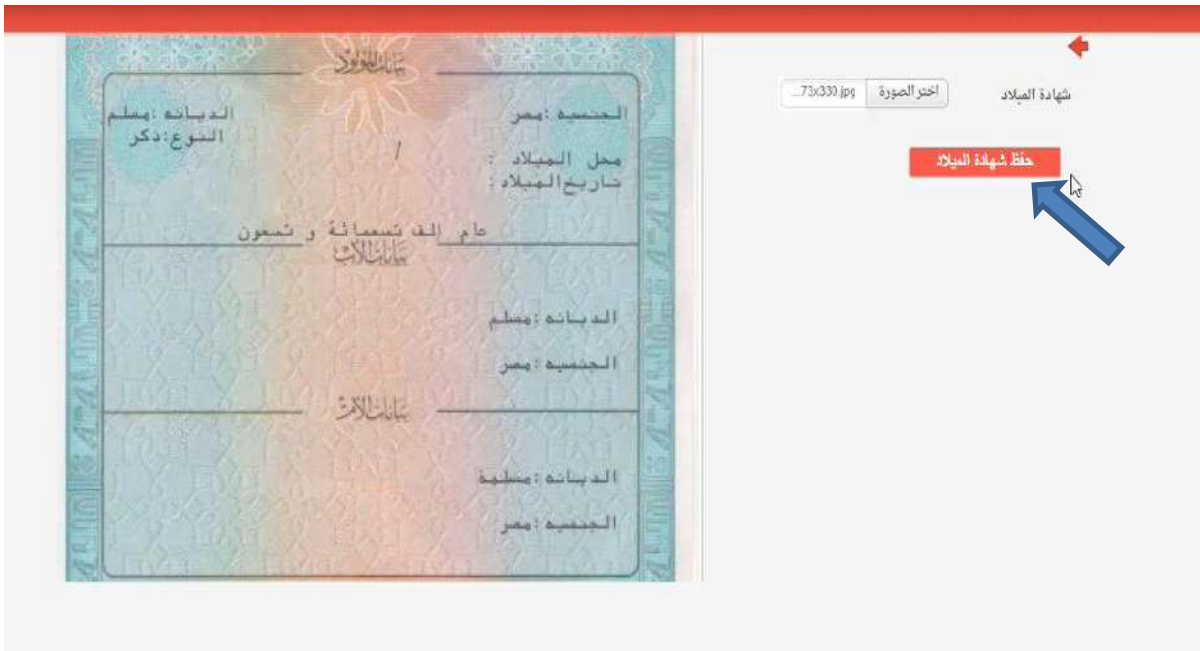 شهادة الميلاد
اختر الصورة
...73x330.jpg
حفظ شهادة الميلاد
بيانات المولود
الجنسيه :مصر
الديانه :مسلم
النوع:ذكر
محل الميلاد :
/
تاريخ الميلاد :
عام الف تسعمائة و تسعون
بيانات الأب
الديانه :مسلم
الجنسيه :مصر
بيانات الأم
الديانه :مسلمة
الجنسيه :مصر